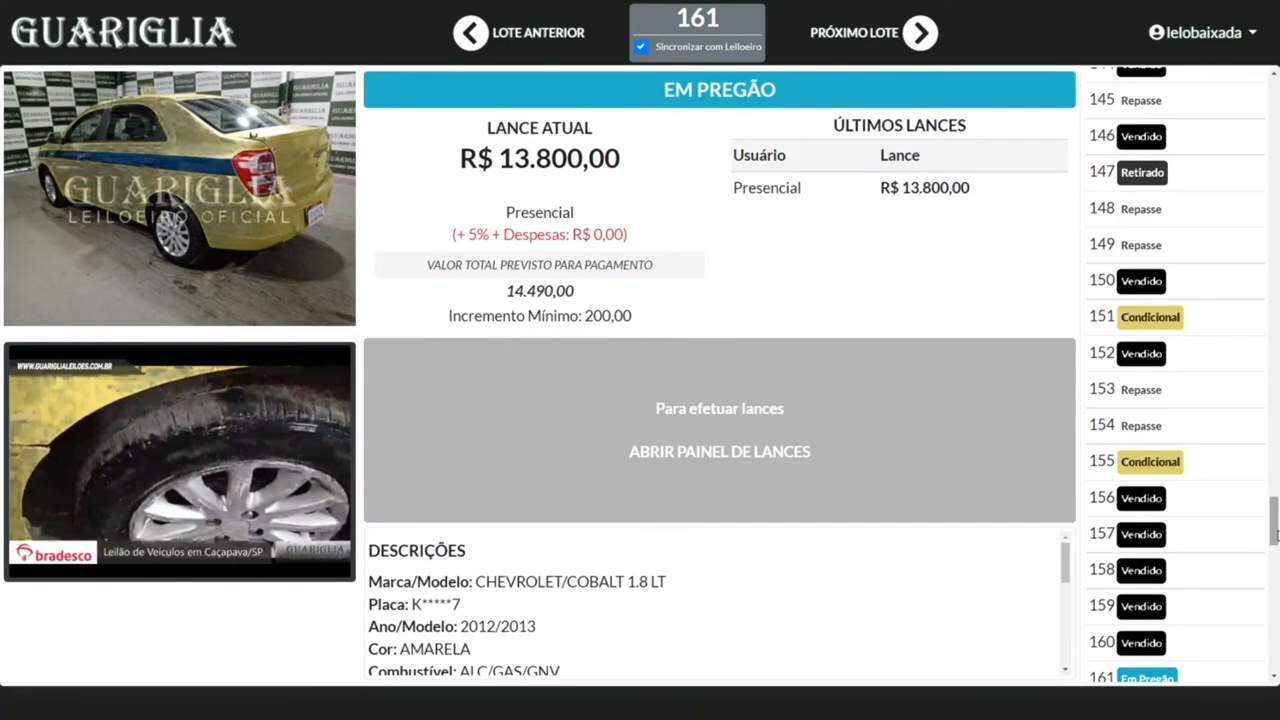 GUARIGLIA
LOTE ANTERIOR
161
Sincronizar com Leiloeiro
PRÓXIMO LOTE
lelobaixada
GUARIGLIA
LEILOEIRO OFICIAL
WWW.GUARIGLIALEILOES.COM.BR
bradesco
Leilão de Veículos em Caçapava/SP
GUARIGLIA
EM PREGÃO
LANCE ATUAL
R$ 13.800,00
Presencial
(+ 5% + Despesas: R$ 0,00)
VALOR TOTAL PREVISTO PARA PAGAMENTO
14.490,00
Incremento Mínimo: 200,00
ÚLTIMOS LANCES
Usuário Lance
Presencial R$ 13.800,00
Para efetuar lances
ABRIR PAINEL DE LANCES
DESCRIÇÕES
Marca/Modelo: CHEVROLET/COBALT 1.8 LT
Placa: K*****7
Ano/Modelo: 2012/2013
Cor: AMARELA
Combustível: ALC/GAS/GNV
145 Repasse
146 Vendido
147 Retirado
148 Repasse
149 Repasse
150 Vendido
151 Condicional
152 Vendido
153 Repasse
154 Repasse
155 Condicional
156 Vendido
157 Vendido
158 Vendido
159 Vendido
160 Vendido
161 Em Pregão